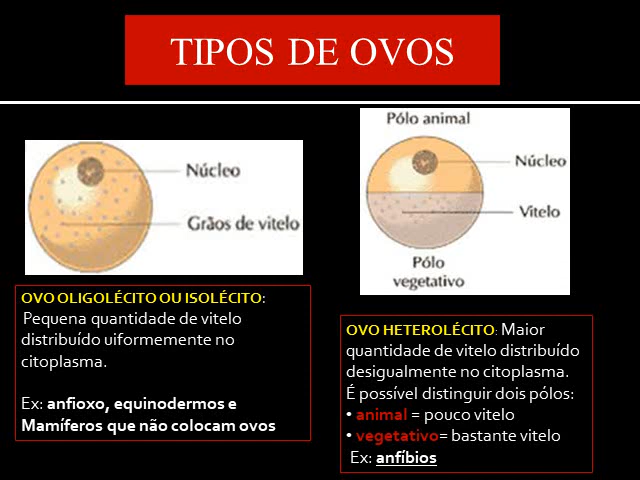 TIPOS DE OVOS
Núcleo
Grãos de vitelo
OVO OLIGOLÉCITO OU ISOLÉCITO:
Pequena quantidade de vitelo
distribuído uiformemente no
citoplasma.
Ex: anfioxo, equinodermos e
Mamíferos que não colocam ovos
Pólo animal
Núcleo
Vitelo
Pólo
vegetativo
OVO HETEROLÉCITO: Maior
quantidade de vitelo distribuído
desigualmente no citoplasma.
É possível distinguir dois pólos:
• animal = pouco vitelo
• vegetativo= bastante vitelo
Ex: anfíbios